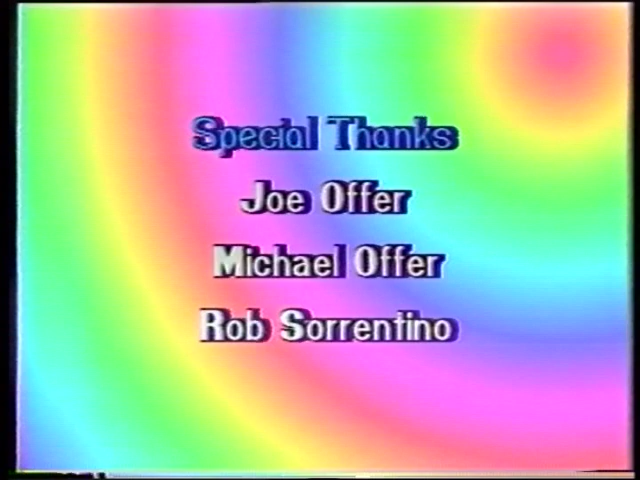 Special Thanks
Joe Offer
Michael Offer
Rob Sorrentino